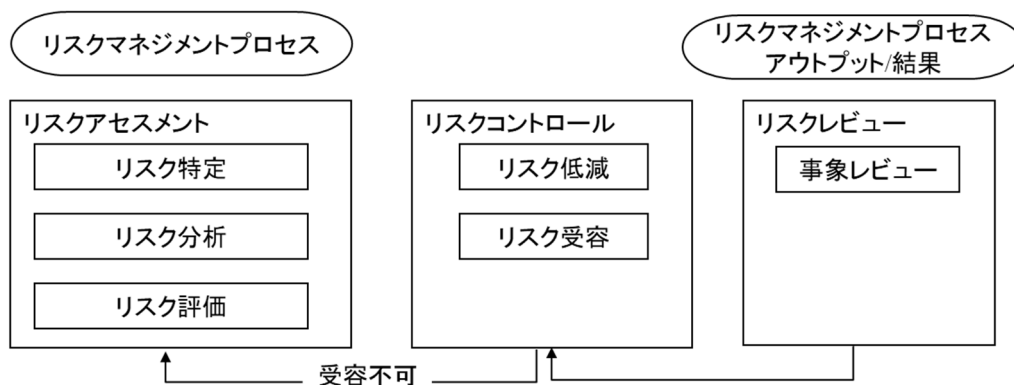 リスクマネジメントプロセス
リスクマネジメントプロセス
アウトプット/結果
リスクアセスメント
リスク特定
リスク分析
リスク評価
リスクコントロール
リスク低減
リスク受容
リスクレビュー
事象レビュー
受容不可